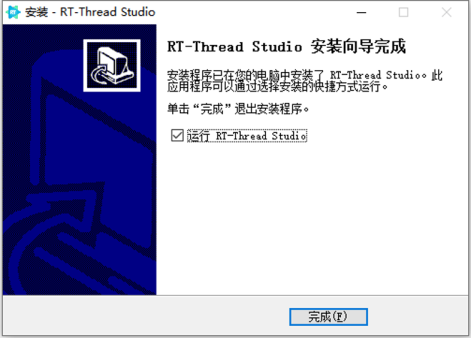 安装 - RT-Thread Studio
RT-Thread Studio 安装向导完成
安装程序已在您的电脑中安装了 RT-Thread Studio。此
应用程序可以通过选择安装的快捷方式运行。
单击“完成”退出安装程序。
运行 RT-Thread Studio
完成(F)